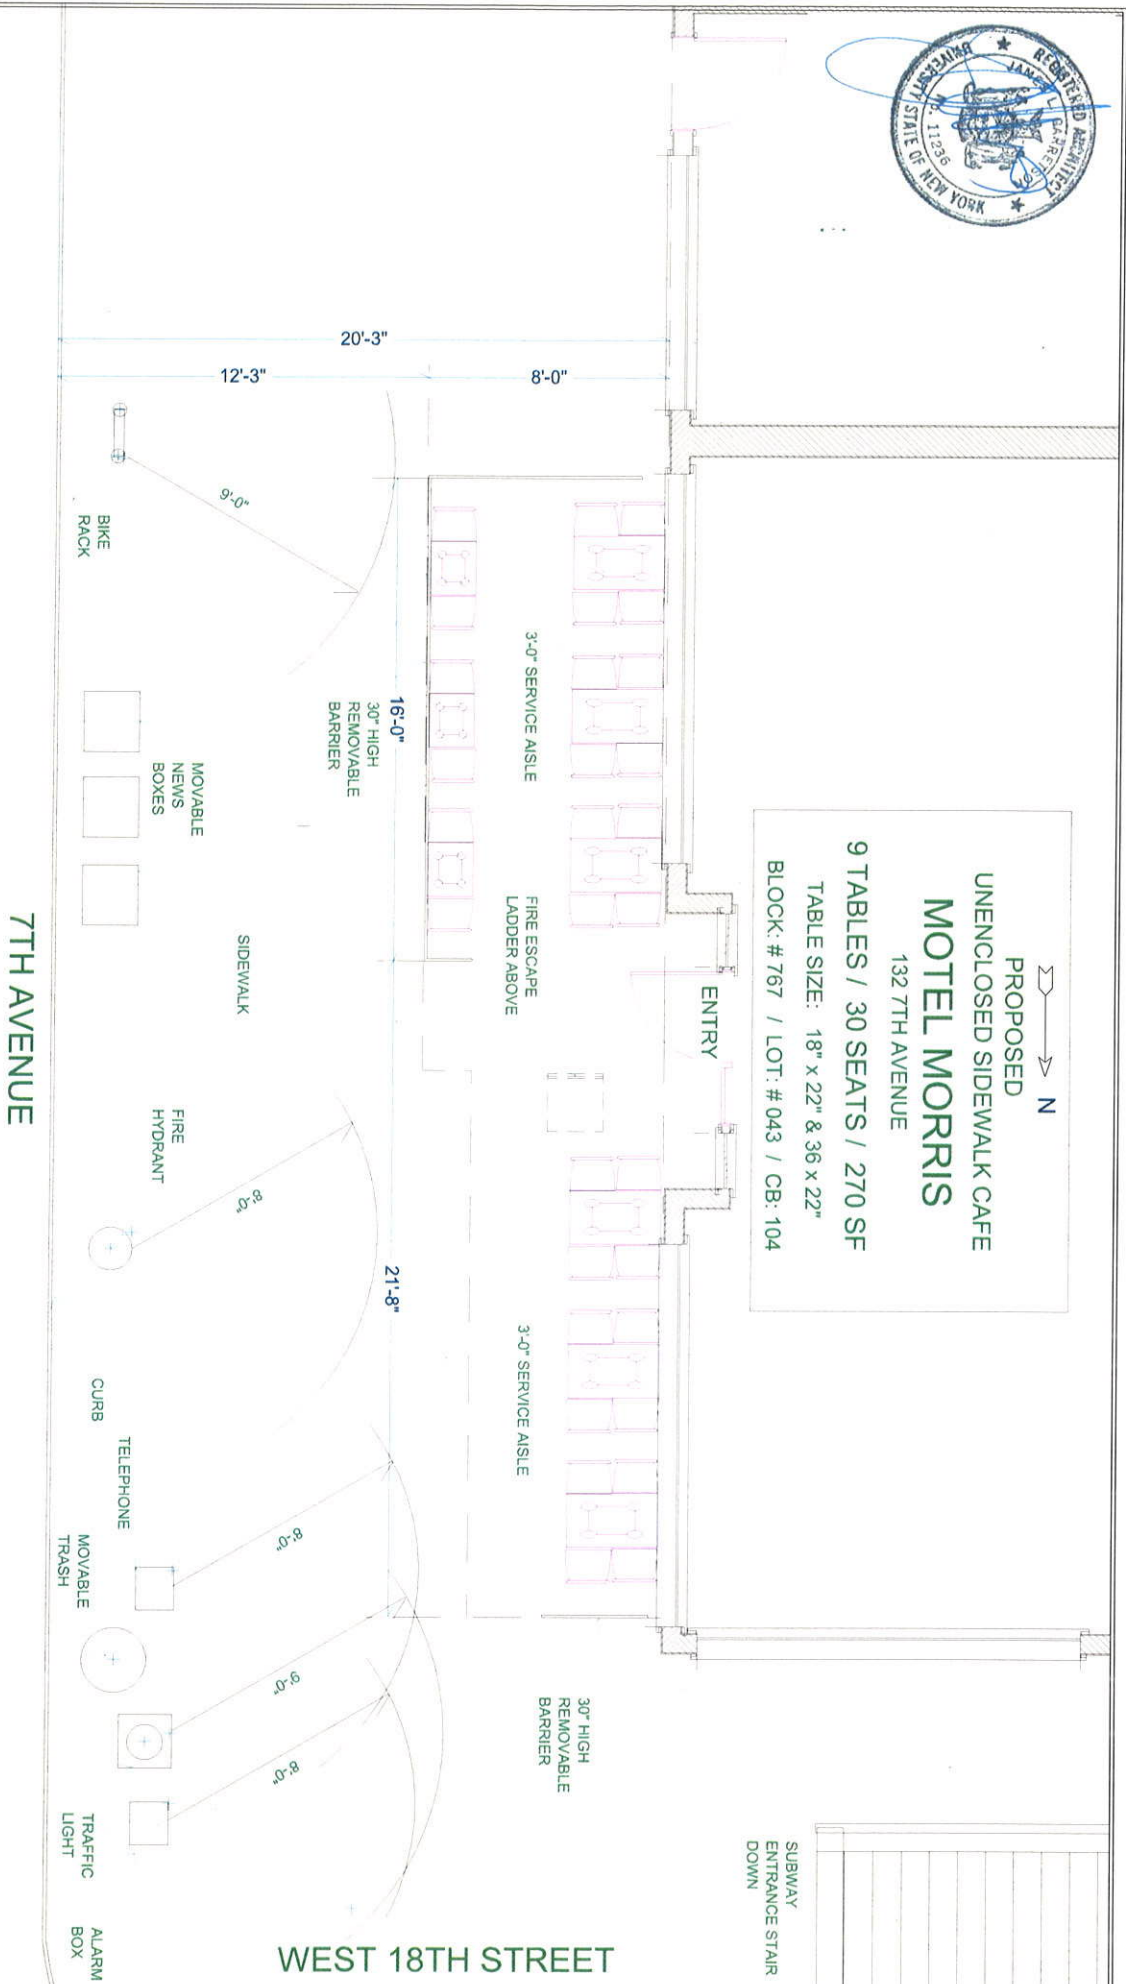 REGISTERED ARCHITECT
JAMES L.
No. 11236
STATE OF NEW YORK
N
PROPOSED
UNENCLOSED SIDEWALK CAFE
MOTEL MORRIS
132 7TH AVENUE
9 TABLES / 30 SEATS / 270 SF
TABLE SIZE: 18" x 22" & 36 x 22"
BLOCK: # 767 / LOT: # 043 / CB: 104
ENTRY
SUBWAY
ENTRANCE STAIR
DOWN
20'-3"
12'-3"
8'-0"
3'-0" SERVICE AISLE
FIRE ESCAPE
LADDER ABOVE
3'-0" SERVICE AISLE
30" HIGH
REMOVABLE
BARRIER
16'-0"
21'-8"
30" HIGH
REMOVABLE
BARRIER
9'-0"
8'-0"
8'-0"
9'-0"
8'-0"
SIDEWALK
BIKE
RACK
MOVABLE
NEWS
BOXES
FIRE
HYDRANT
CURB
TELEPHONE
MOVABLE
TRASH
TRAFFIC
LIGHT
ALARM
BOX
7TH AVENUE
WEST 18TH STREET